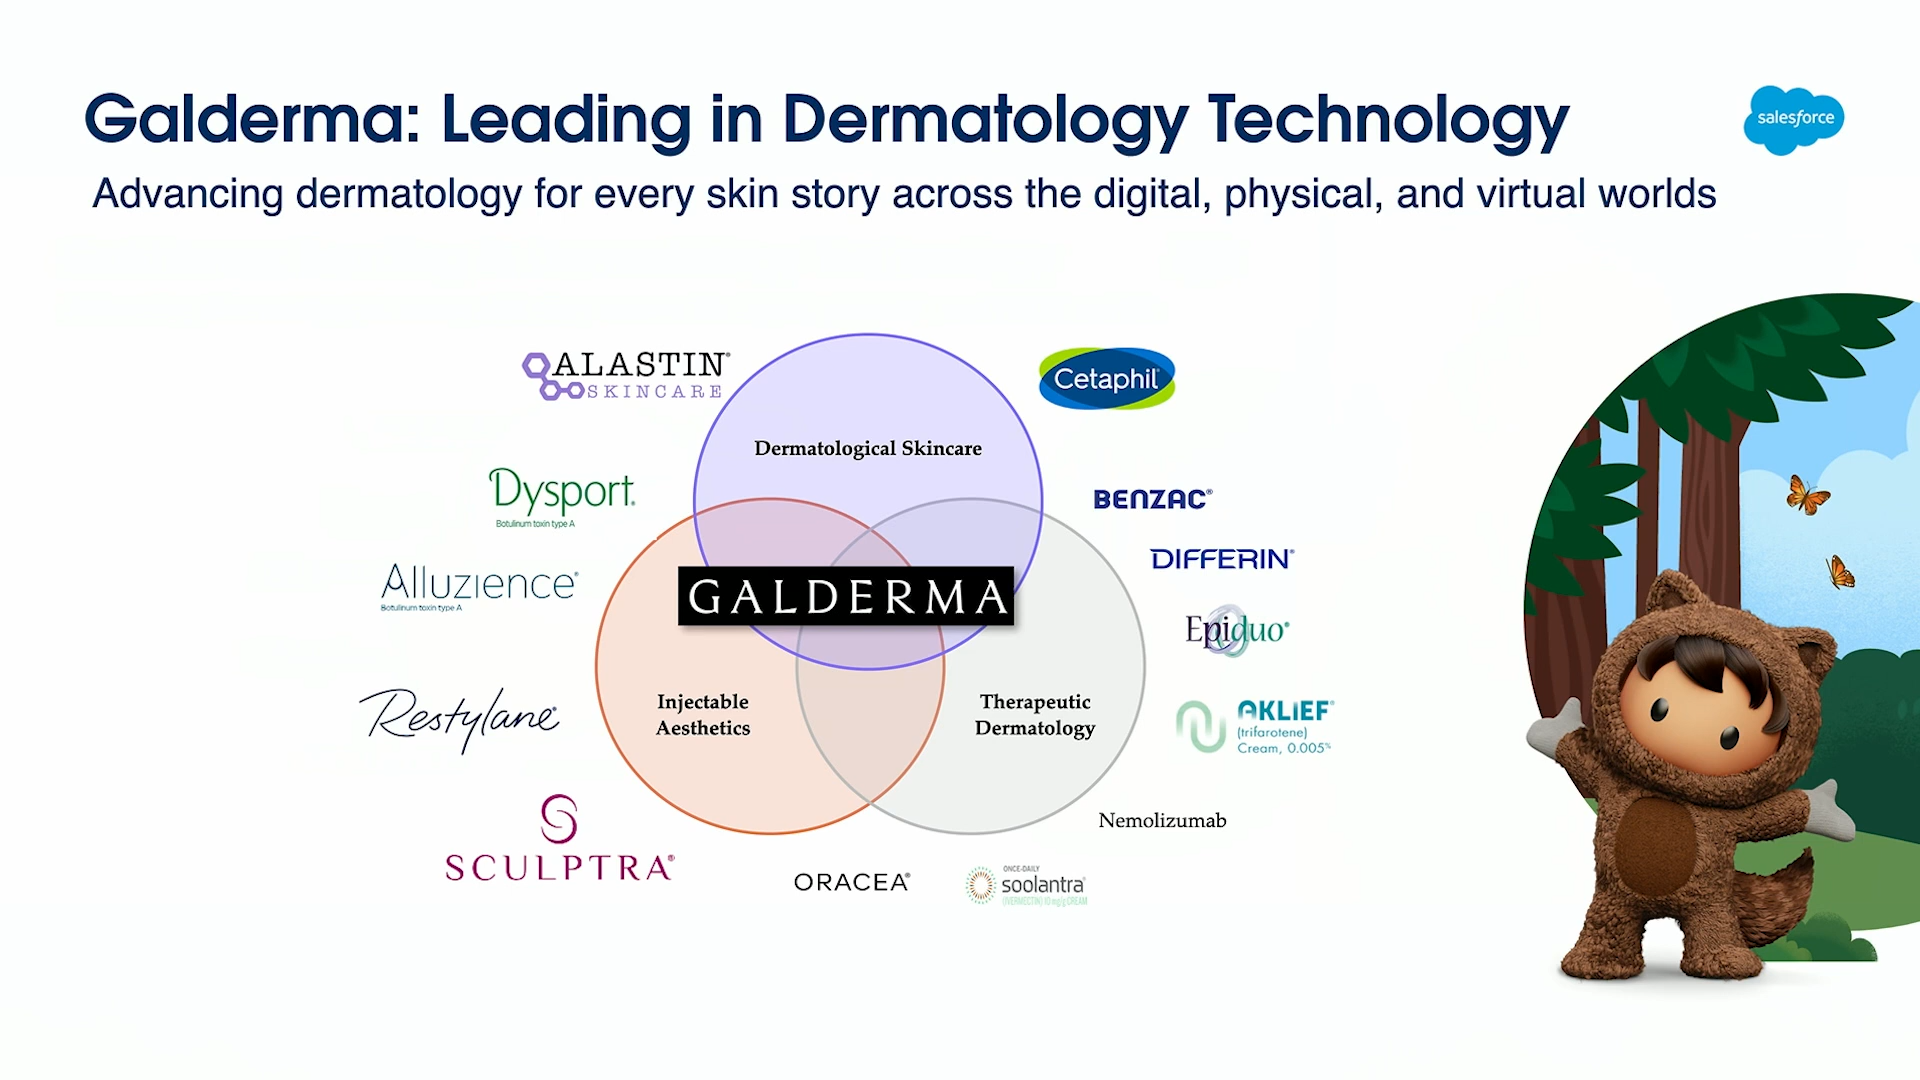 Galderma: Leading in Dermatology Technology
salesforce
Advancing dermatology for every skin story across the digital, physical, and virtual worlds
ALASTIN®
SKINCARE
Cetaphil®
Dermatological Skincare
Dysport®
Botulinum toxin type A
BENZAC®
DIFFERIN®
Alluzience®
Botulinum toxin type A
GALDERMA
Epiduo®
Restylane®
Injectable
Aesthetics
Therapeutic
Dermatology
AKLIEF®
(trifarotene)
Cream, 0.005%
Nemolizumab
SCULPTRA®
ORACEA®
ONCE-DAILY
soolantra®
(IVERMECTIN) 10 mg/g CREAM